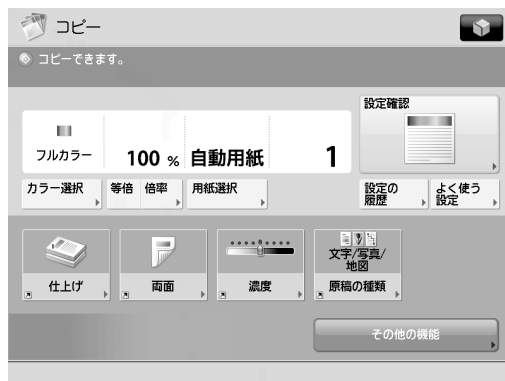 コピー
コピーできます。
設定確認
フルカラー
100 %
自動用紙
1
カラー選択
等倍
倍率
用紙選択
設定の
履歴
よく使う
設定
文字/写真/
地図
仕上げ
両面
濃度
原稿の種類
その他の機能